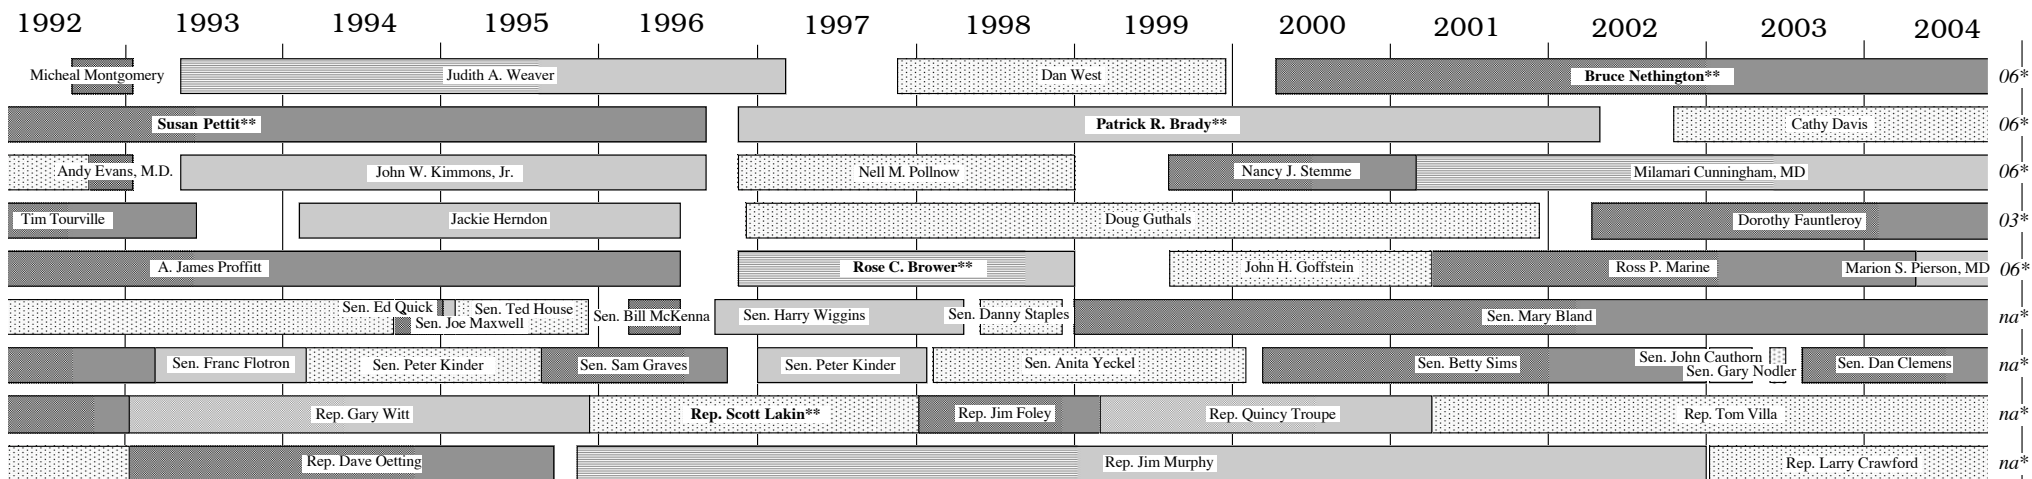 1992 1993 1994 1995 1996 1997 1998 1999 2000 2001 2002 2003 2004
Micheal Montgomery Judith A. Weaver Dan West Bruce Nethington** 06*
Susan Pettit** Patrick R. Brady** Cathy Davis 06*
Andy Evans, M.D. John W. Kimmons, Jr. Nell M. Pollnow Nancy J. Stemme Milamari Cunningham, MD 06*
Tim Tourville Jackie Herndon Doug Guthals Dorothy Fauntleroy 03*
A. James Proffitt Rose C. Brower** John H. Goffstein Ross P. Marine Marion S. Pierson, MD 06*
Sen. Ed Quick Sen. Ted House Sen. Bill McKenna Sen. Harry Wiggins Sen. Danny Staples Sen. Mary Bland na*
Sen. Joe Maxwell
Sen. Franc Flotron Sen. Peter Kinder Sen. Sam Graves Sen. Peter Kinder Sen. Anita Yeckel Sen. Betty Sims Sen. John Cauthorn Sen. Dan Clemens na*
Sen. Gary Nodler
Rep. Gary Witt Rep. Scott Lakin** Rep. Jim Foley Rep. Quincy Troupe Rep. Tom Villa na*
Rep. Dave Oetting Rep. Jim Murphy Rep. Larry Crawford na*